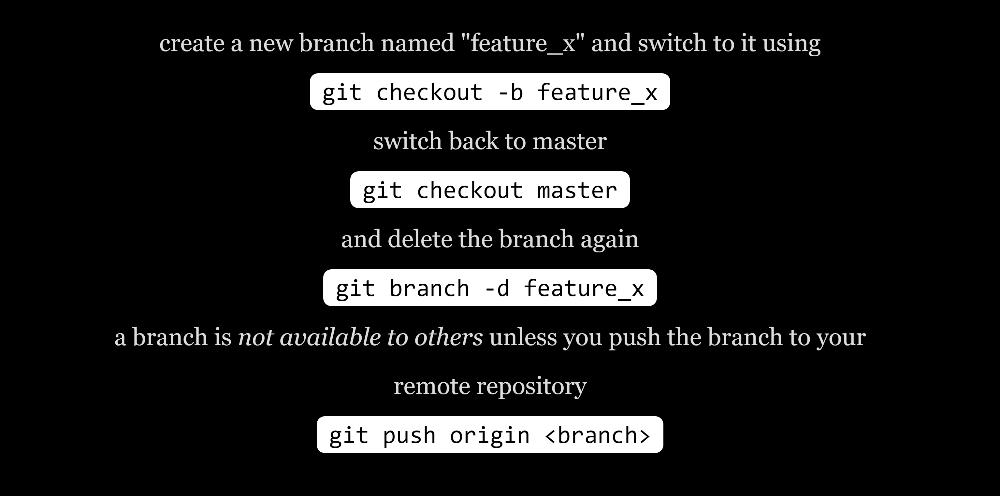 create a new branch named "feature_x" and switch to it using
git checkout -b feature_x
switch back to master
git checkout master
and delete the branch again
git branch -d feature_x
a branch is not available to others unless you push the branch to your
remote repository
git push origin <branch>